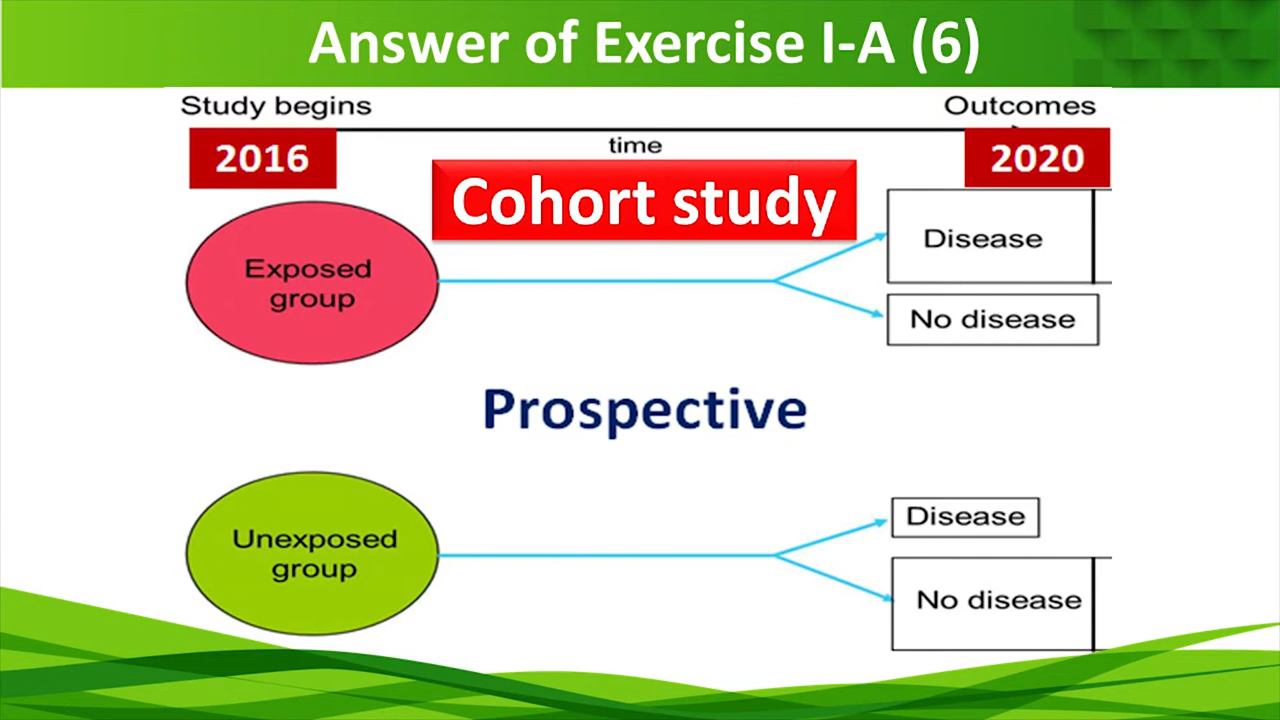 Answer of Exercise I-A (6)
Study begins
Outcomes
time
2016
2020
Cohort study
Exposed
group
Disease
No disease
Prospective
Unexposed
group
Disease
No disease